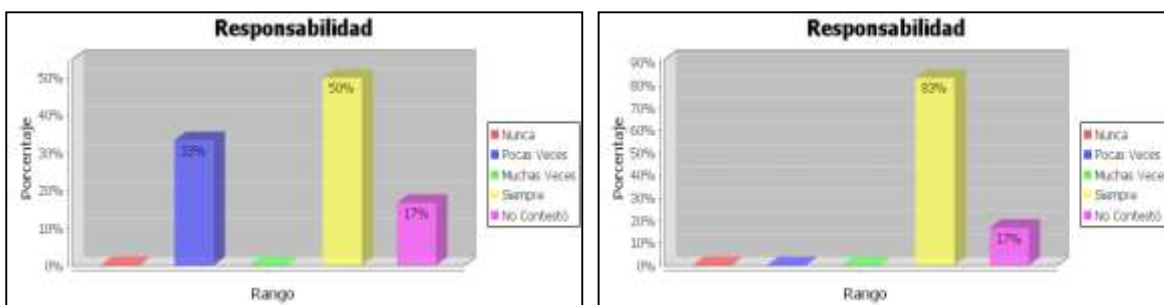 Responsabilidad
Porcentaje
50%
40%
30%
20%
10%
0%
33%
50%
17%
Rango
Nunca
Pocas Veces
Muchas Veces
Siempre
No Contestó
Responsabilidad
Porcentaje
90%
80%
70%
60%
50%
40%
30%
20%
10%
0%
83%
17%
Rango
Nunca
Pocas Veces
Muchas Veces
Siempre
No Contestó